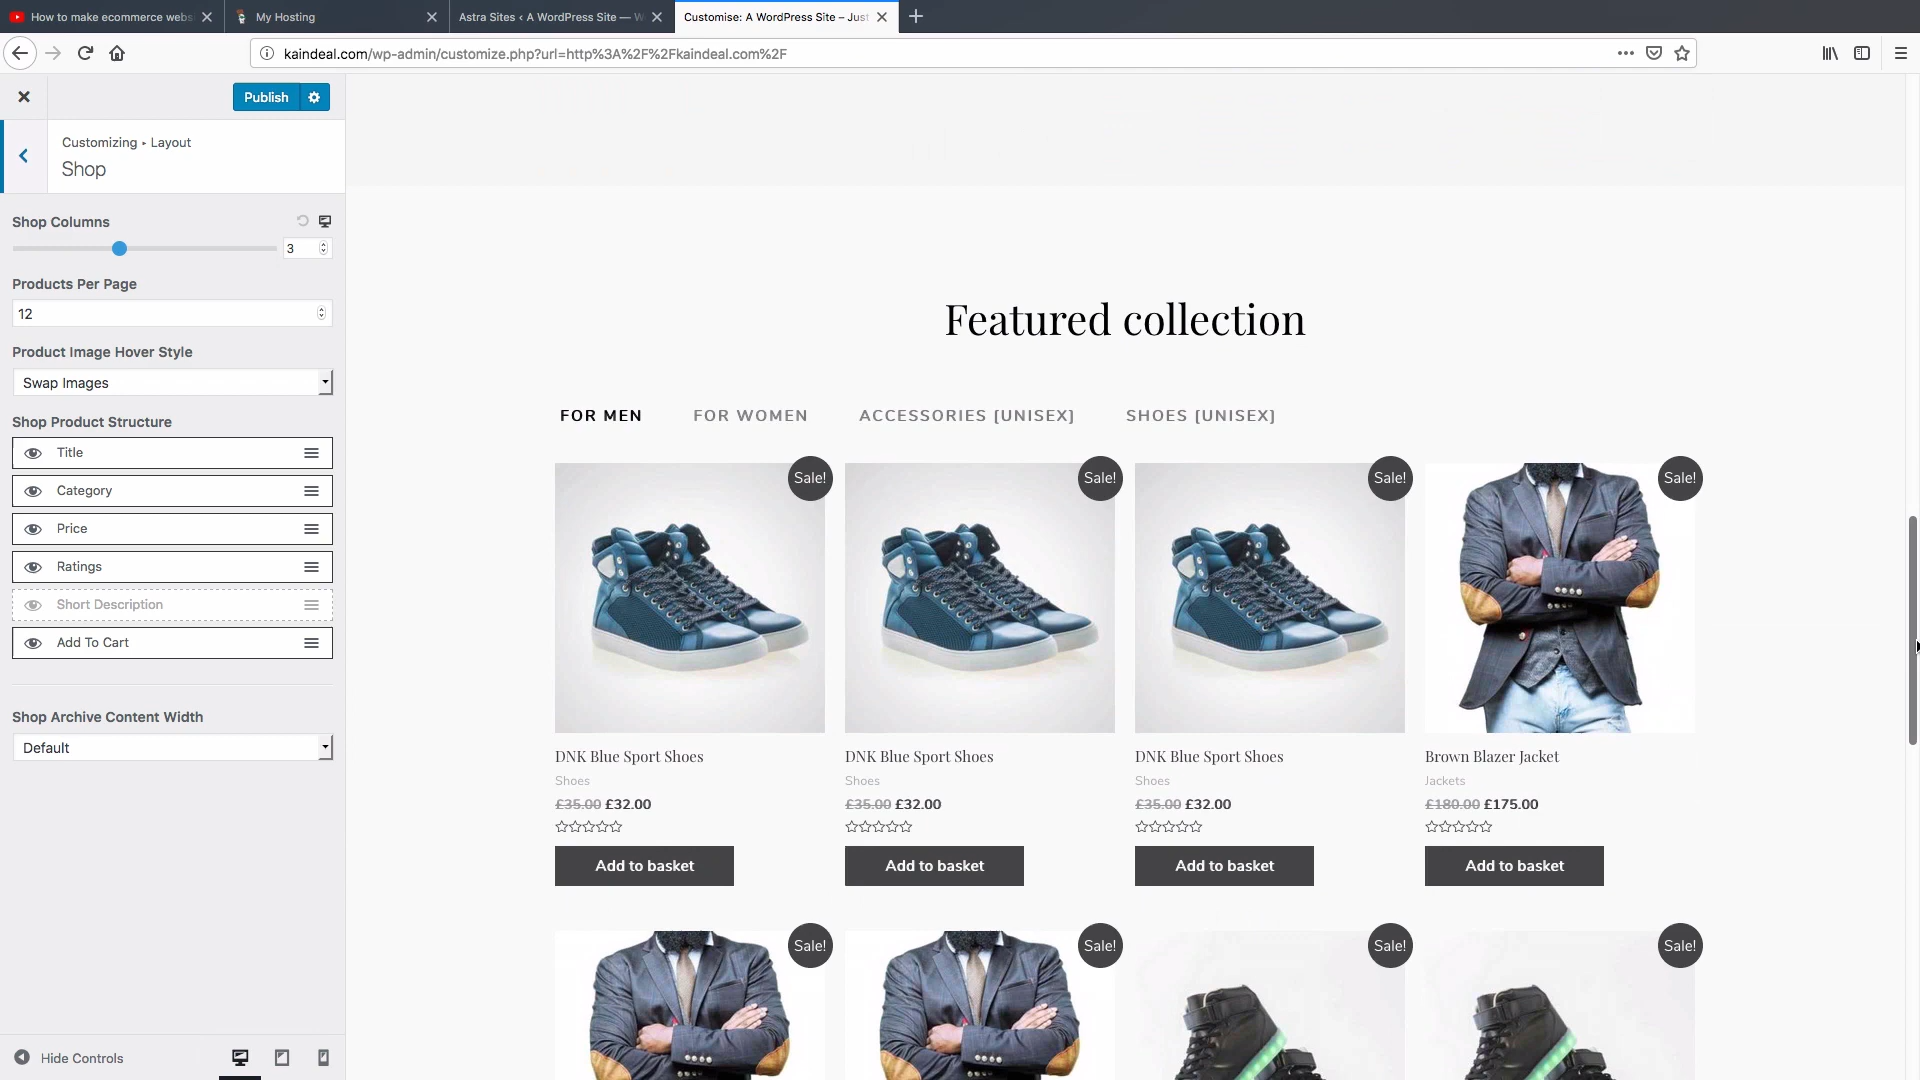 How to make ecommerce webs
My Hosting
Astra Sites ‹ A WordPress Site — W
Customise: A WordPress Site – Just
kaindeal.com/wp-admin/customize.php?url=http%3A%2F%2Fkaindeal.com%2F
Publish
Customizing ▸ Layout
Shop
Shop Columns
3
Products Per Page
12
Product Image Hover Style
Swap Images
Shop Product Structure
Title
Category
Price
Ratings
Short Description
Add To Cart
Shop Archive Content Width
Default
Hide Controls
Featured collection
FOR MEN FOR WOMEN ACCESSORIES [UNISEX] SHOES [UNISEX]
Sale! Sale! Sale! Sale!
DNK Blue Sport Shoes DNK Blue Sport Shoes DNK Blue Sport Shoes Brown Blazer Jacket
Shoes Shoes Shoes Jackets
£35.00 £32.00 £35.00 £32.00 £35.00 £32.00 £180.00 £175.00
Add to basket Add to basket Add to basket Add to basket
Sale! Sale! Sale! Sale!